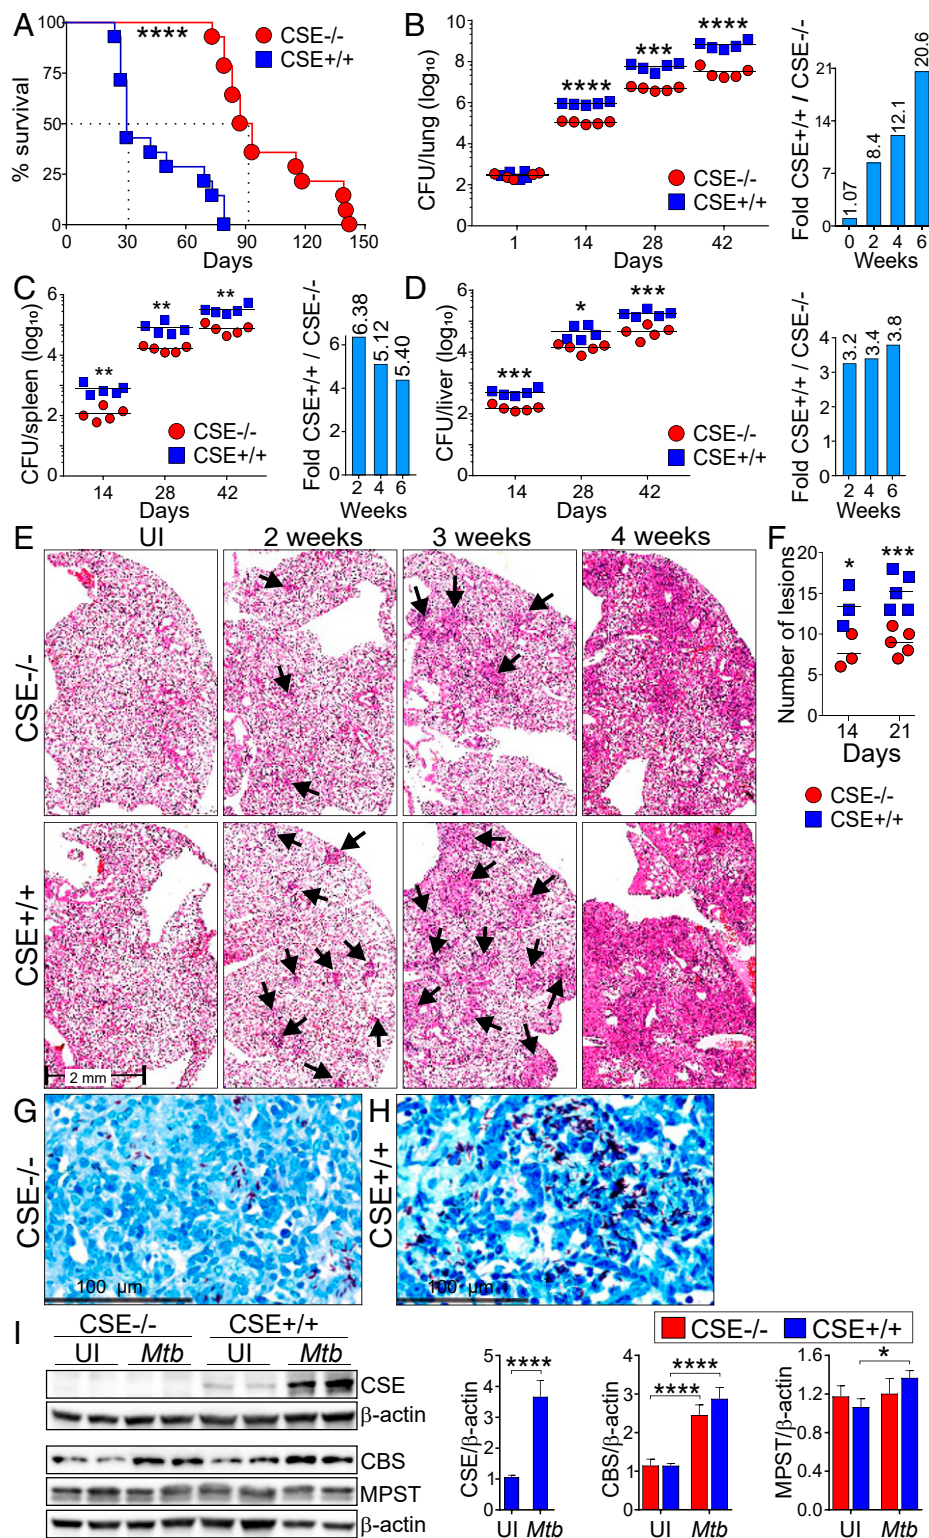 A
100
75
50
25
0
% survival
****
CSE-/-
CSE+/+
0 30 60 90 120 150
Days
B
10
8
6
4
2
0
CFU/lung (log₁₀)
****
***
****
CSE-/-
CSE+/+
1 14 28 42
Days
Fold CSE+/+ / CSE-/-
21
14
7
0
1.07
8.4
12.1
20.6
0 2 4 6
Weeks
C
6
4
2
0
CFU/spleen (log₁₀)
**
**
**
CSE-/-
CSE+/+
14 28 42
Days
Fold CSE+/+ / CSE-/-
8
6
4
2
0
6.38
5.12
5.40
2 4 6
Weeks
D
6
4
2
0
CFU/liver (log₁₀)
***
*
***
CSE-/-
CSE+/+
14 28 42
Days
Fold CSE+/+ / CSE-/-
4
2
0
3.2
3.4
3.8
2 4 6
Weeks
E
UI 2 weeks 3 weeks 4 weeks
CSE-/-
CSE+/+
2 mm
F
20
15
10
5
0
Number of lesions
*
***
14 21
Days
CSE-/-
CSE+/+
G
CSE-/-
100 µm
H
CSE+/+
100 µm
I
CSE-/- CSE+/+
UI Mtb UI Mtb
CSE
β-actin
CBS
MPST
β-actin
CSE-/- CSE+/+
5
4
3
2
1
0
CSE/β-actin
****
UI Mtb
4
3
2
1
0
CBS/β-actin
****
****
UI Mtb
1.6
1.2
0.8
0.4
0
MPST/β-actin
*
UI Mtb